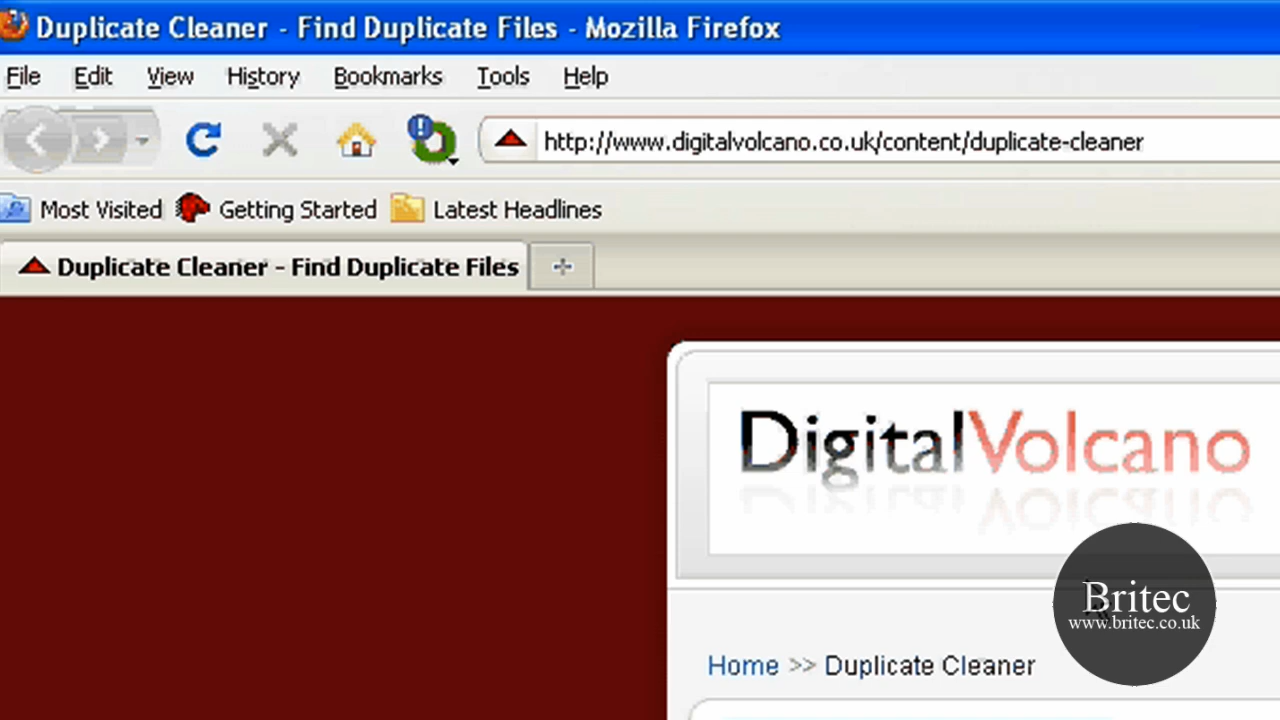 Duplicate Cleaner - Find Duplicate Files - Mozilla Firefox
File Edit View History Bookmarks Tools Help
http://www.digitalvolcano.co.uk/content/duplicate-cleaner
Most Visited Getting Started Latest Headlines
Duplicate Cleaner - Find Duplicate Files
DigitalVolcano
Britec
www.britec.co.uk
Home >> Duplicate Cleaner